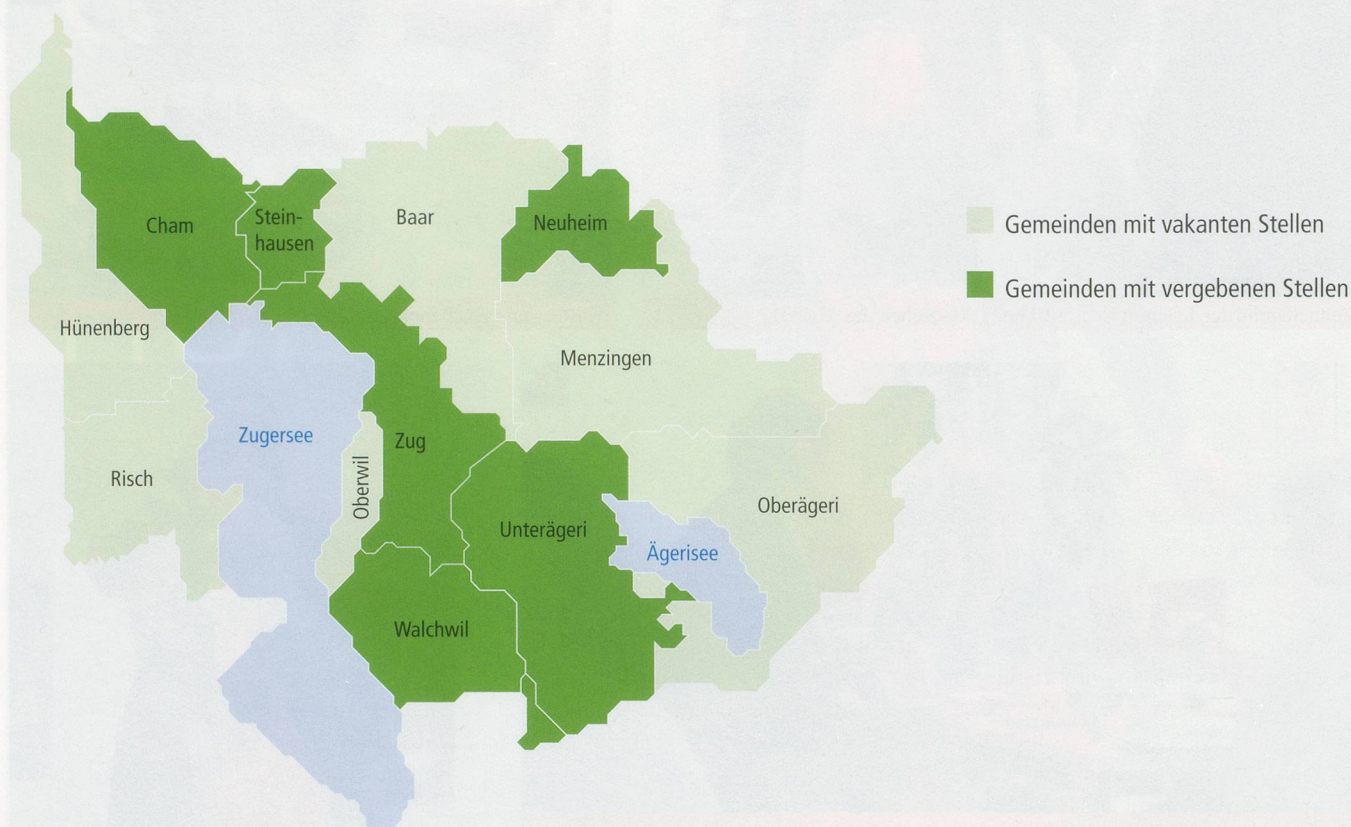 Cham
Stein-
hausen
Baar
Neuheim
Gemeinden mit vakanten Stellen
Gemeinden mit vergebenen Stellen
Hünenberg
Menzingen
Zugersee
Zug
Risch
Oberwil
Oberägeri
Unterägeri
Ägerisee
Walchwil